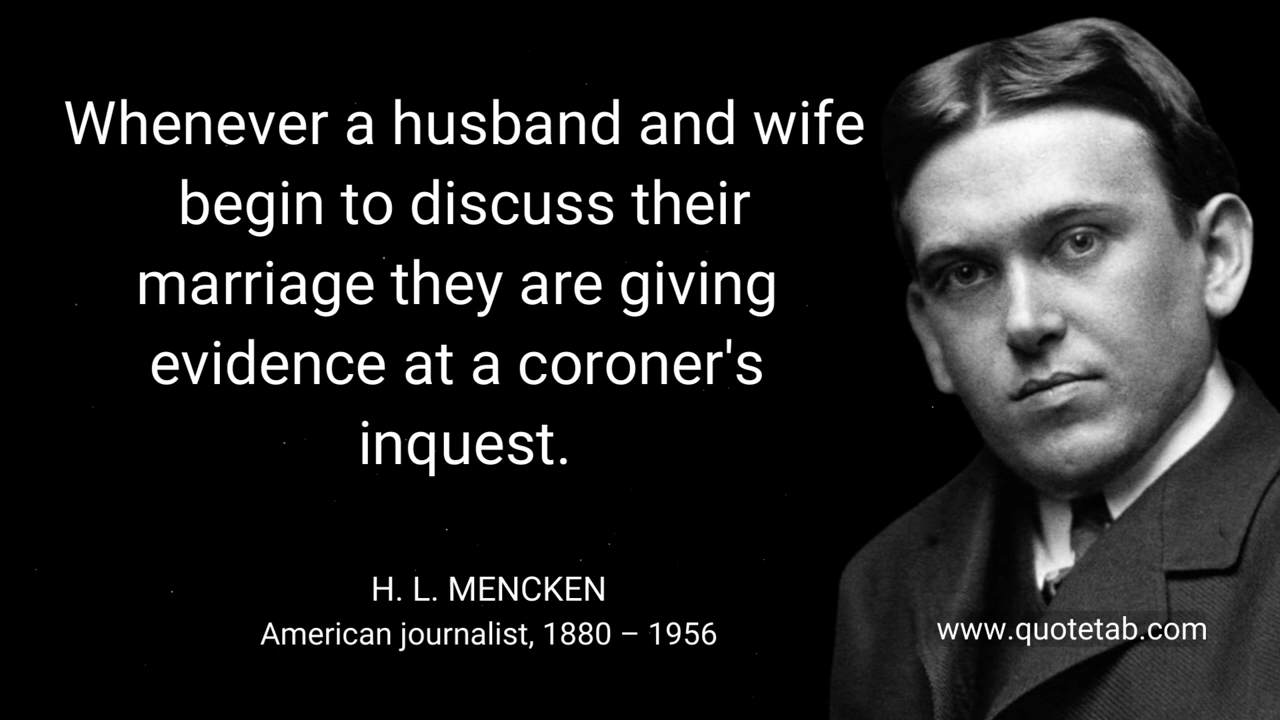 Whenever a husband and wife
begin to discuss their
marriage they are giving
evidence at a coroner's
inquest.
H. L. MENCKEN
American journalist, 1880 – 1956
www.quotetab.com